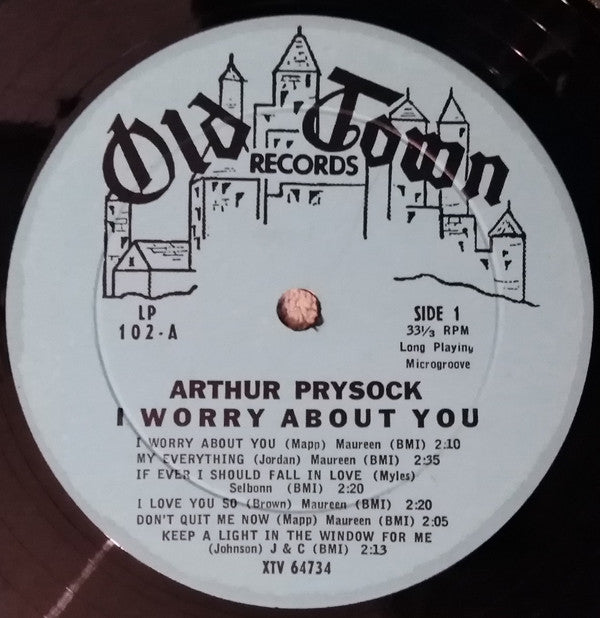 Old Town
RECORDS
LP
102-A
SIDE 1
33⅓ RPM
Long Playing
Microgroove
ARTHUR PRYSOCK
I WORRY ABOUT YOU
I WORRY ABOUT YOU (Mapp) Maureen (BMI) 2:10
MY EVERYTHING (Jordan) Maureen (BMI) 2:35
IF EVER I SHOULD FALL IN LOVE (Myles)
Selbonn (BMI) 2:20
I LOVE YOU SO (Brown) Maureen (BMI) 2:20
DON'T QUIT ME NOW (Mapp) Maureen (BMI) 2:05
KEEP A LIGHT IN THE WINDOW FOR ME
(Johnson) J & C (BMI) 2:13
XTV 64734